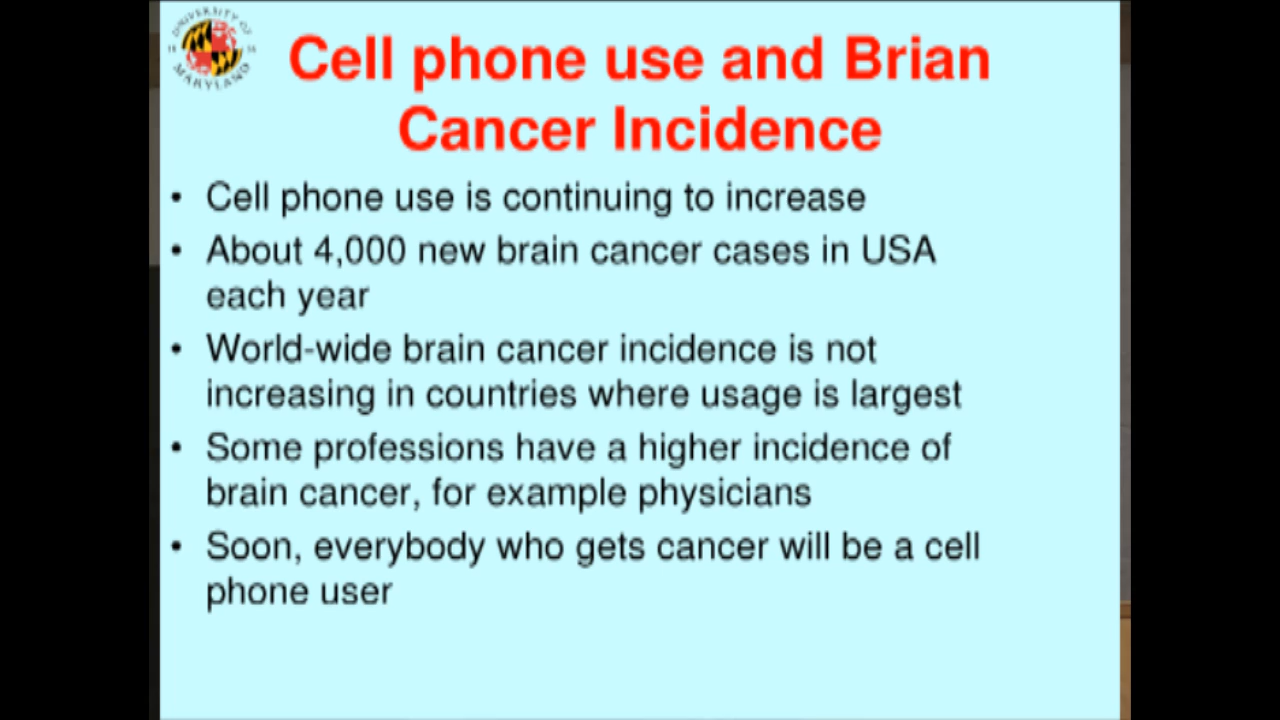 UNIVERSITY OF
MARYLAND
Cell phone use and Brian
Cancer Incidence
• Cell phone use is continuing to increase
• About 4,000 new brain cancer cases in USA
each year
• World-wide brain cancer incidence is not
increasing in countries where usage is largest
• Some professions have a higher incidence of
brain cancer, for example physicians
• Soon, everybody who gets cancer will be a cell
phone user